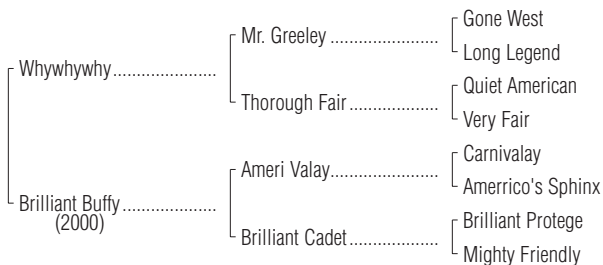 Gone West
Mr. Greeley ....................
Long Legend
Whywhywhy....................
Quiet American
Thorough Fair ..................
Very Fair
Carnivalay
Ameri Valay.....................
Amerrico's Sphinx
Brilliant Buffy..................
(2000)
Brilliant Protege
Brilliant Cadet.................
Mighty Friendly